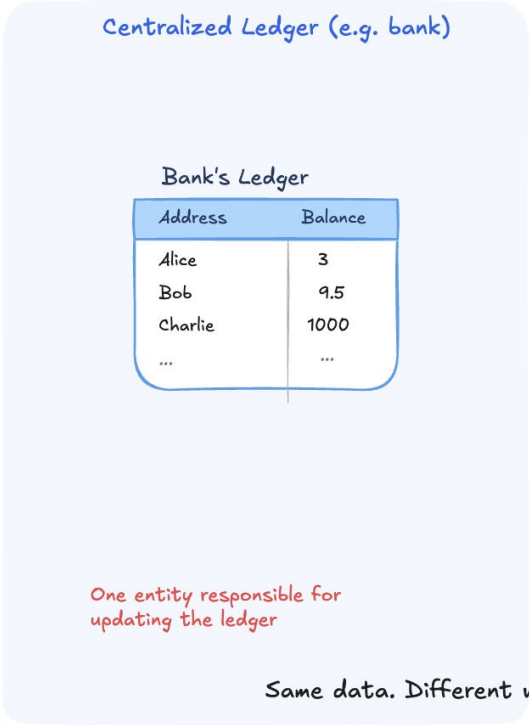 Centralized Ledger (e.g. bank)
Bank's Ledger
Address Balance
Alice 3
Bob 9.5
Charlie 1000
... ...
One entity responsible for
updating the ledger
Same data. Different